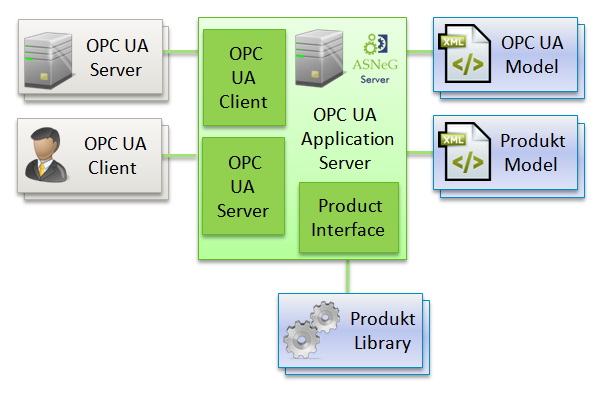 OPC UA
Server
OPC UA
Client
OPC
UA
Client
OPC
UA
Server
ASNeG
Server
OPC UA
Application
Server
Product
Interface
XML
</>
OPC UA
Model
XML
</>
Produkt
Model
Produkt
Library